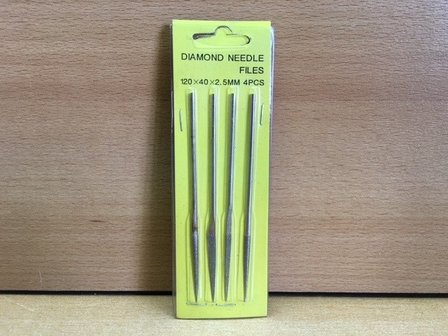 DIAMOND NEEDLE
FILES
120×40×2.5MM 4PCS